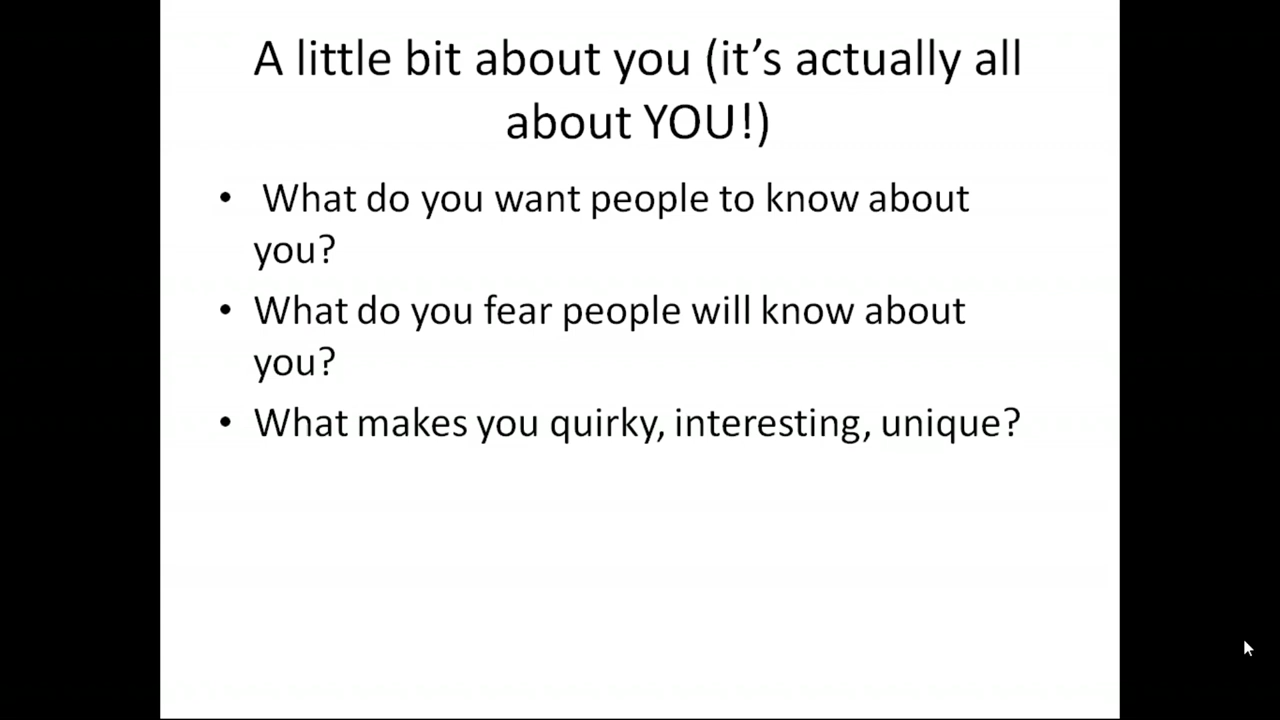 A little bit about you (it's actually all
about YOU!)
• What do you want people to know about
you?
• What do you fear people will know about
you?
• What makes you quirky, interesting, unique?